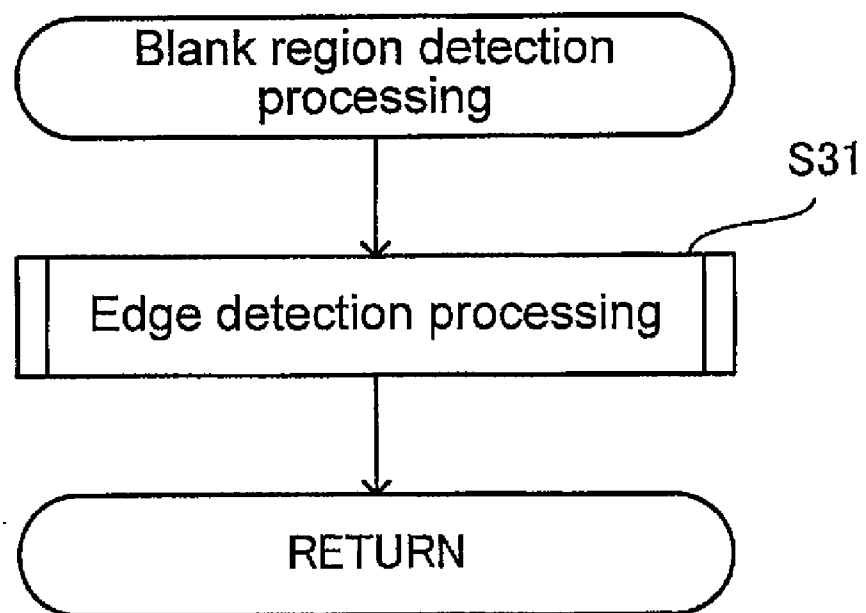 Blank region detection
processing
S31
Edge detection processing
RETURN